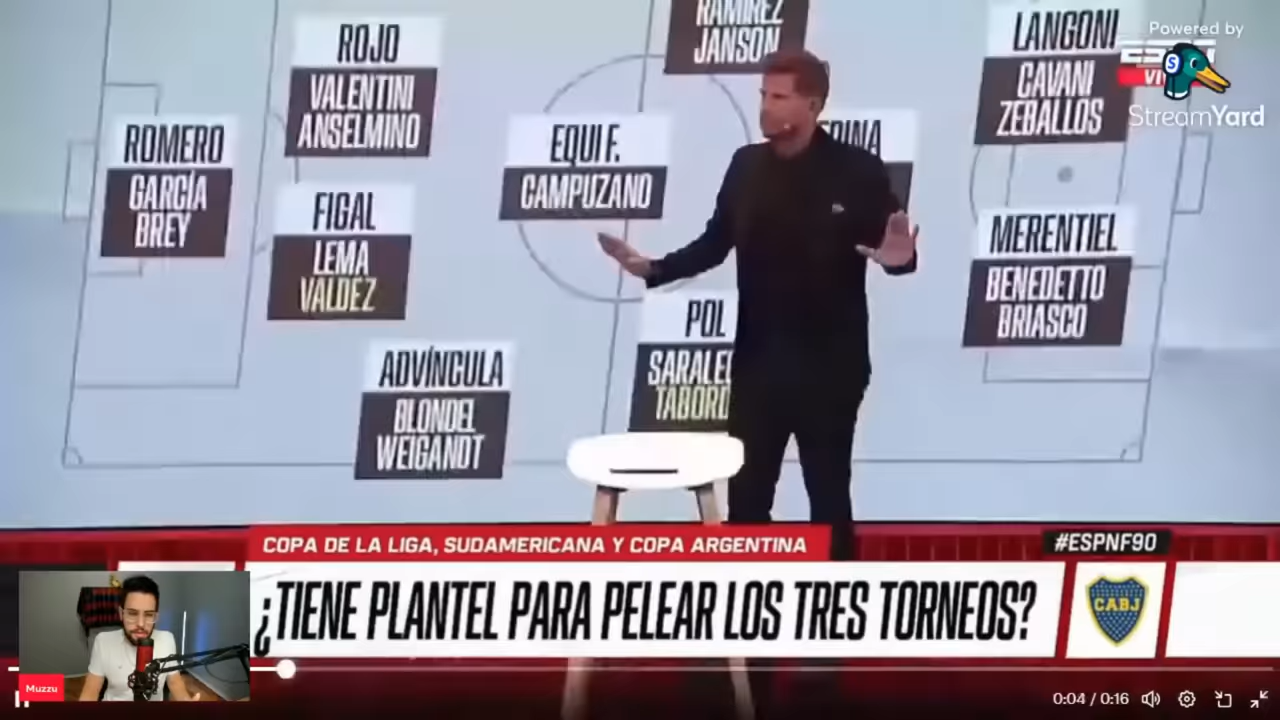 RAMÍREZ
JANSON
LANGONI
CAVANI
ZEBALLOS
Powered by
StreamYard
ROJO
VALENTINI
ANSELMINO
ROMERO
GARCÍA
BREY
EQUI F.
CAMPUZANO
FIGAL
LEMA
VALDEZ
MERENTIEL
BENEDETTO
BRIASCO
POL
ADVÍNCULA
BLONDEL
WEIGANDT
COPA DE LA LIGA, SUDAMERICANA Y COPA ARGENTINA
#ESPNF90
¿TIENE PLANTEL PARA PELEAR LOS TRES TORNEOS?
CABJ
Muzzu
0:04 / 0:16